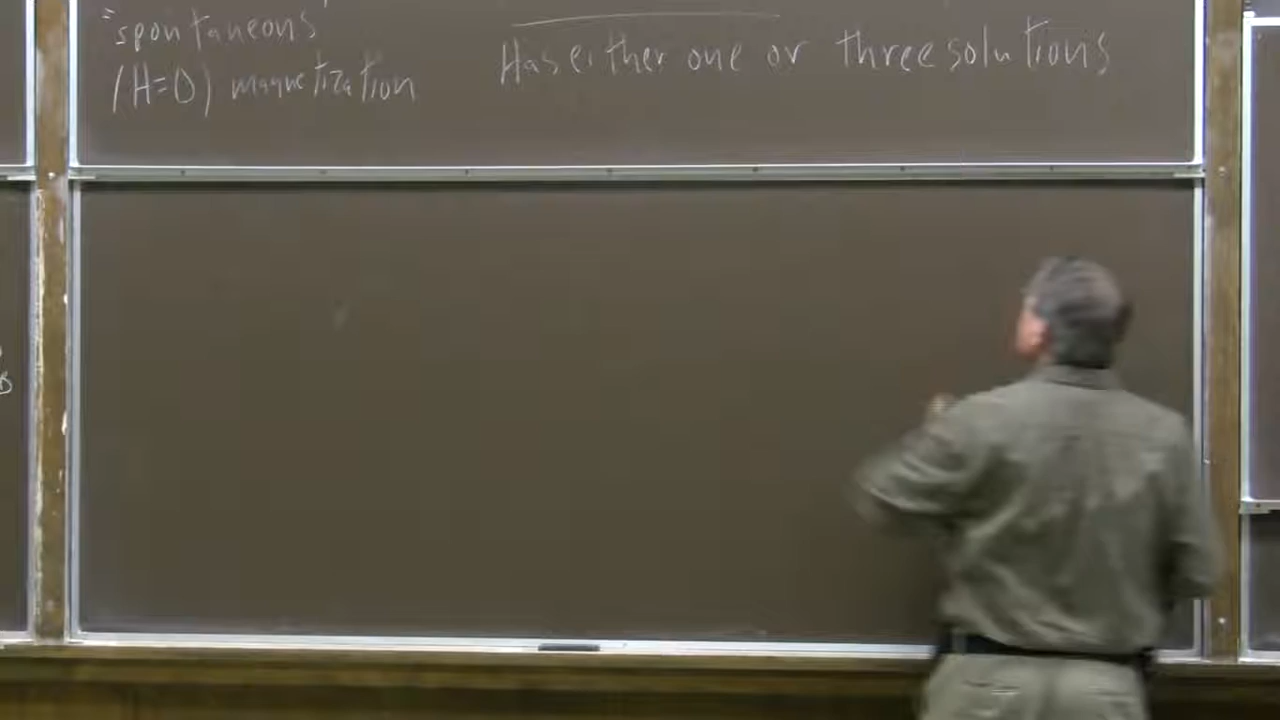 "spontaneous"
(H=0) magnetization
Has either one or three solutions
B